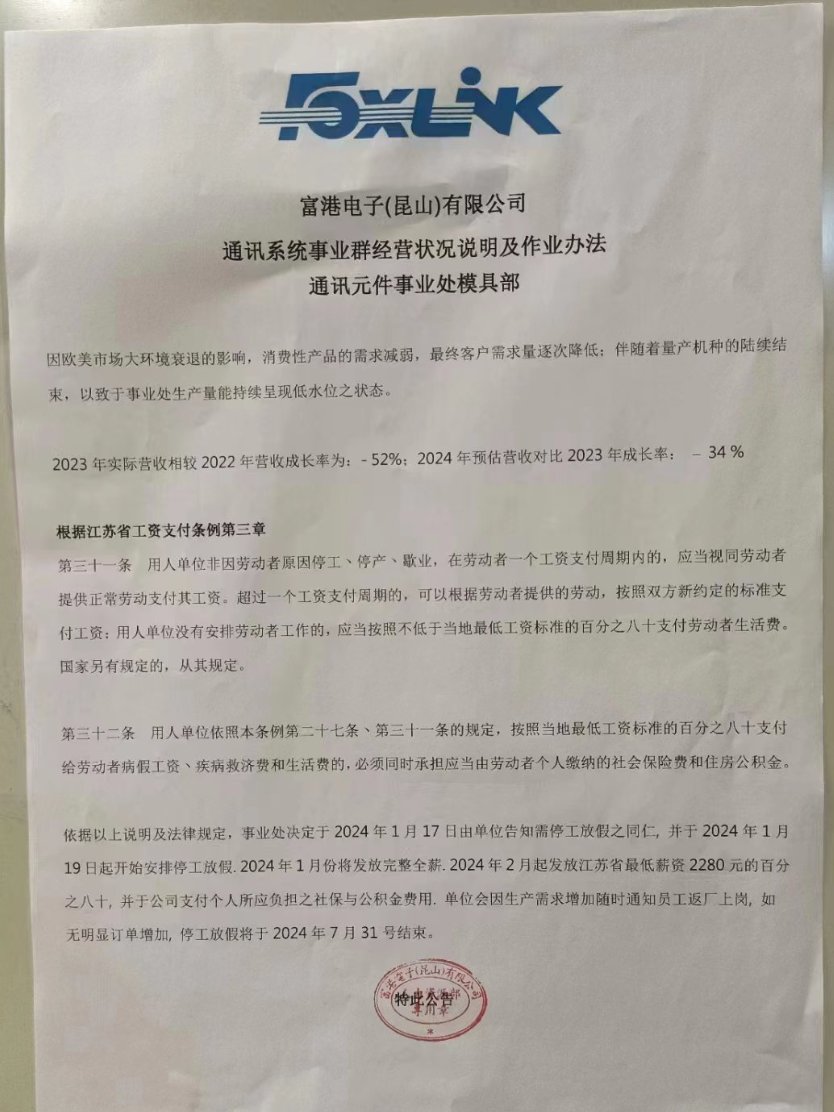 FOXLINK
富港电子(昆山)有限公司
通讯系统事业群经营状况说明及作业办法
通讯元件事业处模具部
因欧美市场大环境衰退的影响，消费性产品的需求减弱，最终客户需求量逐次降低；伴随着量产机种的陆续结
束，以致于事业处生产量能持续呈现低水位之状态。
2023 年实际营收相较 2022 年营收成长率为：- 52%；2024 年预估营收对比 2023 年成长率： – 34 %
根据江苏省工资支付条例第三章
第三十一条 用人单位非因劳动者原因停工、停产、歇业，在劳动者一个工资支付周期内的，应当视同劳动者
提供正常劳动支付其工资。超过一个工资支付周期的，可以根据劳动者提供的劳动，按照双方新约定的标准支
付工资；用人单位没有安排劳动者工作的，应当按照不低于当地最低工资标准的百分之八十支付劳动者生活费。
国家另有规定的，从其规定。
第三十二条 用人单位依照本条例第二十七条、第三十一条的规定，按照当地最低工资标准的百分之八十支付
给劳动者病假工资、疾病救济费和生活费的，必须同时承担应当由劳动者个人缴纳的社会保险费和住房公积金。
依据以上说明及法律规定，事业处决定于 2024 年 1 月 17 日由单位告知需停工放假之同仁, 并于 2024 年 1 月
19 日起开始安排停工放假. 2024 年 1 月份将发放完整全薪. 2024 年 2 月起发放江苏省最低薪资 2280 元的百分
之八十, 并于公司支付个人所应负担之社保与公积金费用. 单位会因生产需求增加随时通知员工返厂上岗, 如
无明显订单增加, 停工放假将于 2024 年 7 月 31 号结束。
富港电子(昆山)有限公司
特此公告
专用章